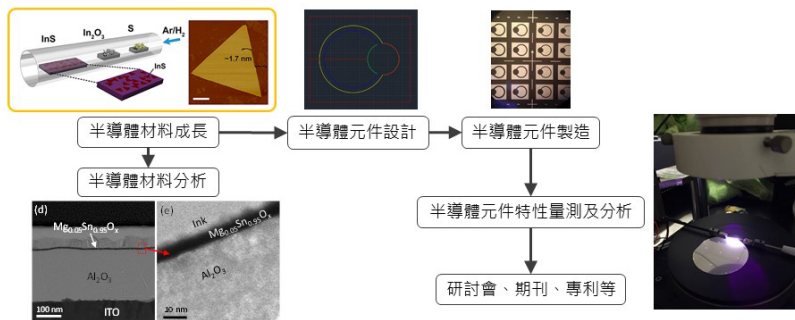 InS
In₂O₃
S
Ar/H₂
InS
~1.7 nm
半導體材料成長
半導體元件設計
半導體元件製造
半導體材料分析
半導體元件特性量測及分析
研討會、期刊、專利等
(d)
Mg₀.₀₅Sn₀.₉₅Oₓ
Al₂O₃
100 nm
ITO
(e)
Ink
Mg₀.₀₅Sn₀.₉₅Oₓ
Al₂O₃
10 nm